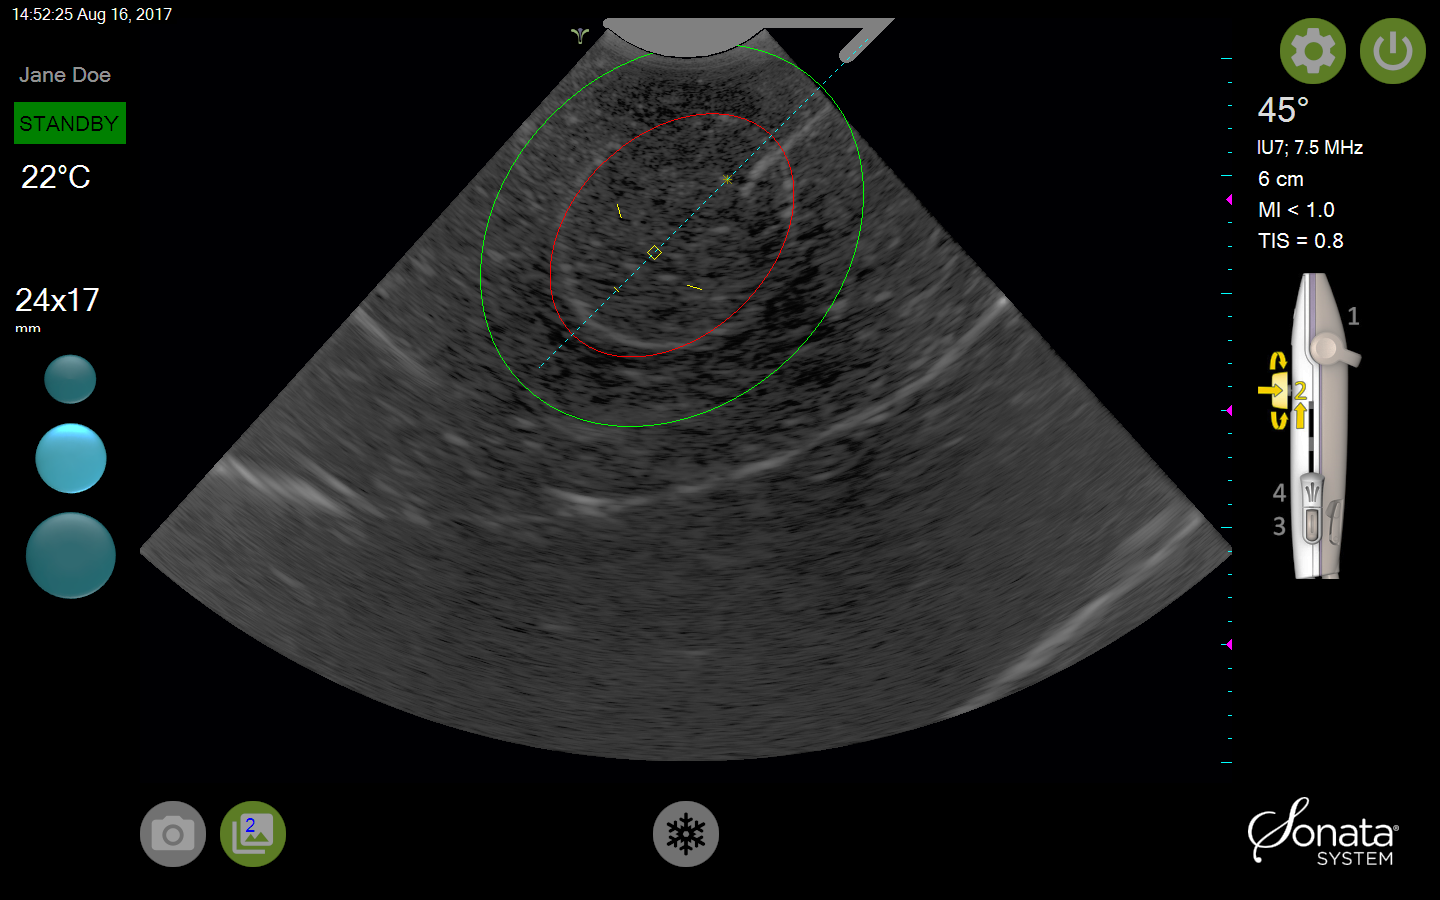 14:52:25 Aug 16, 2017
Jane Doe
STANDBY
22°C
24x17
mm
45°
IU7; 7.5 MHz
6 cm
MI < 1.0
TIS = 0.8
1
2
4
3
2
Sonata®
SYSTEM